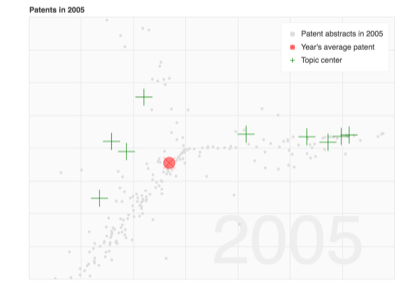 Patents in 2005
Patent abstracts in 2005
Year's average patent
Topic center
2005